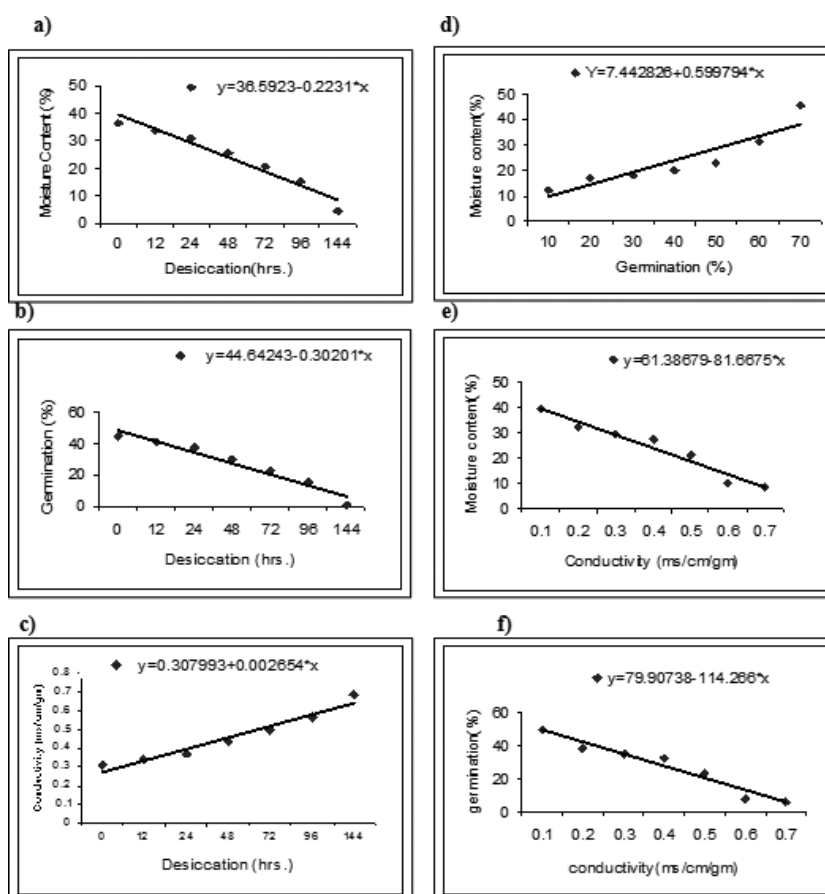 a)
y=36.5923-0.2231*x
Moisture Content (%)
50
40
30
20
10
0
0 12 24 48 72 96 144
Desiccation(hrs.)
b)
y=44.64243-0.30201*x
Germination (%)
60
40
20
0
0 12 24 48 72 96 144
Desiccation (hrs.)
c)
y=0.307993+0.002654*x
Conductivity (ms/cm/gm)
0.8
0.7
0.6
0.5
0.4
0.3
0.2
0.1
0
0 12 24 48 72 96 144
Desiccation (hrs.)
d)
Y=7.442826+0.599794*x
Moisture content(%)
50
40
30
20
10
0
10 20 30 40 50 60 70
Germination (%)
e)
y=61.38679-81.6675*x
Moisture content(%)
50
40
30
20
10
0
0.1 0.2 0.3 0.4 0.5 0.6 0.7
Conductivity (ms/cm/gm)
f)
y=79.90738-114.266*x
germination(%)
60
40
20
0
0.1 0.2 0.3 0.4 0.5 0.6 0.7
conductivity(ms/cm/gm)